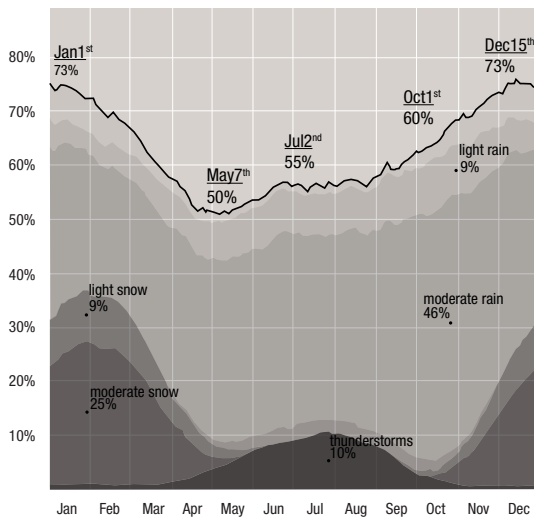 80%
70%
60%
50%
40%
30%
20%
10%
Jan1st
73%
May7th
50%
Jul2nd
55%
Oct1st
60%
Dec15th
73%
light rain
9%
light snow
9%
moderate rain
46%
moderate snow
25%
thunderstorms
10%
Jan Feb Mar Apr May Jun Jul Aug Sep Oct Nov Dec